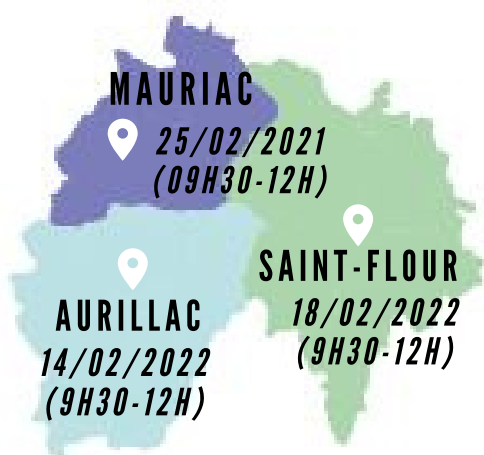 MAURIAC
25/02/2021
(09H30-12H)
SAINT-FLOUR
18/02/2022
(9H30-12H)
AURILLAC
14/02/2022
(9H30-12H)